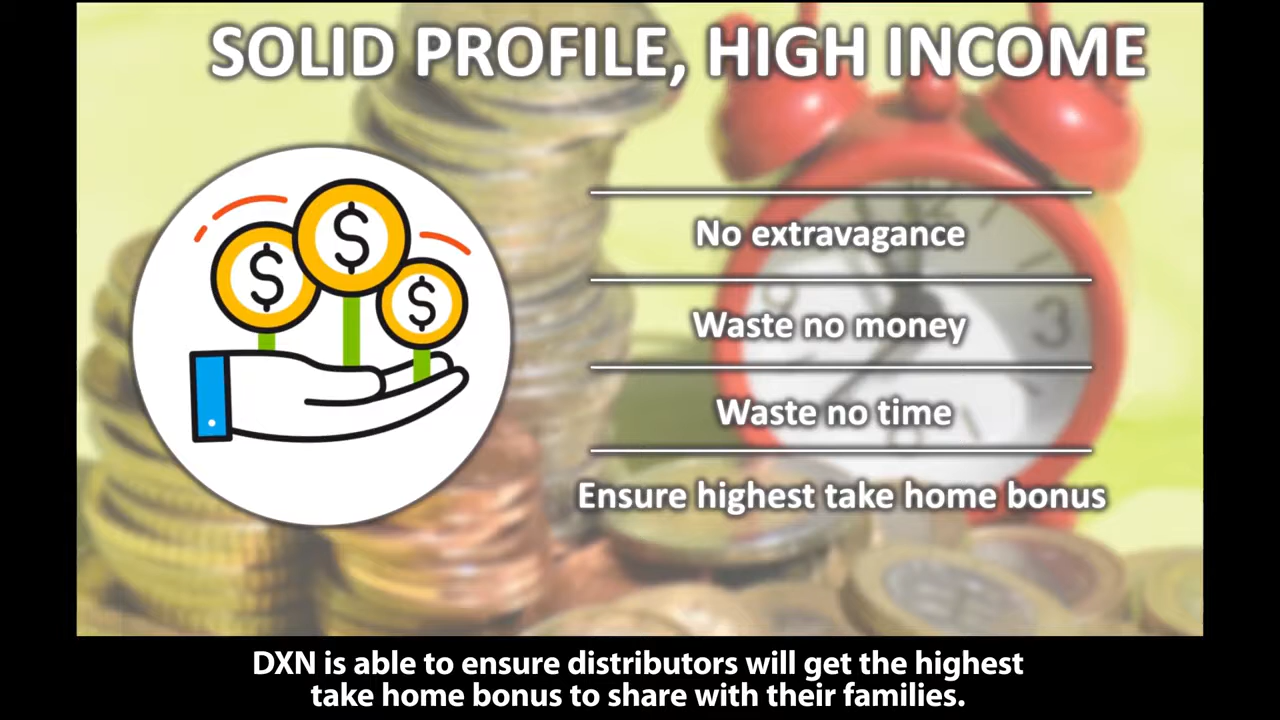 SOLID PROFILE, HIGH INCOME
No extravagance
Waste no money
Waste no time
Ensure highest take home bonus
$ $ $
3
DXN is able to ensure distributors will get the highest
take home bonus to share with their families.